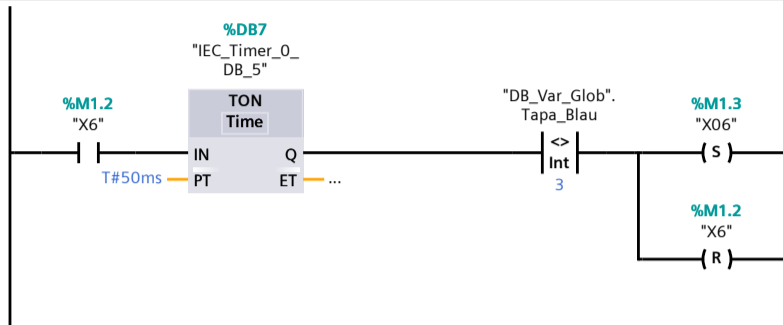 %DB7
"IEC_Timer_0_
DB_5"
%M1.2
"X6"
TON
Time
IN
Q
T#50ms
PT
ET
...
"DB_Var_Glob".
Tapa_Blau
<>
Int
3
%M1.3
"X06"
S
%M1.2
"X6"
R